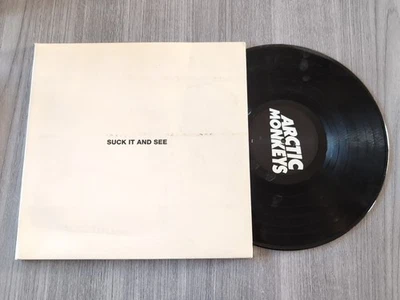 SUCK IT AND SEE
ARCTIC
MONKEYS